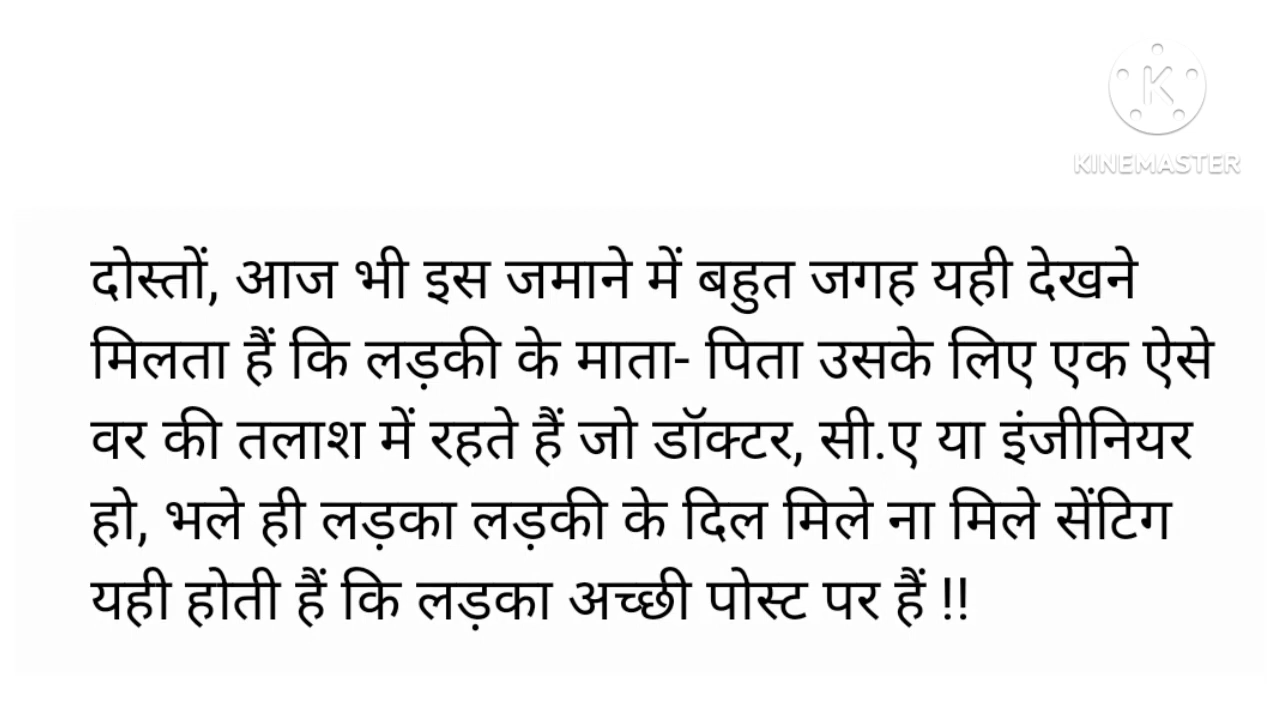 KINEMASTER
दोस्तों, आज भी इस जमाने में बहुत जगह यही देखने
मिलता हैं कि लड़की के माता- पिता उसके लिए एक ऐसे
वर की तलाश में रहते हैं जो डॉक्टर, सी.ए या इंजीनियर
हो, भले ही लड़का लड़की के दिल मिले ना मिले सेंटिग
यही होती हैं कि लड़का अच्छी पोस्ट पर हैं !!